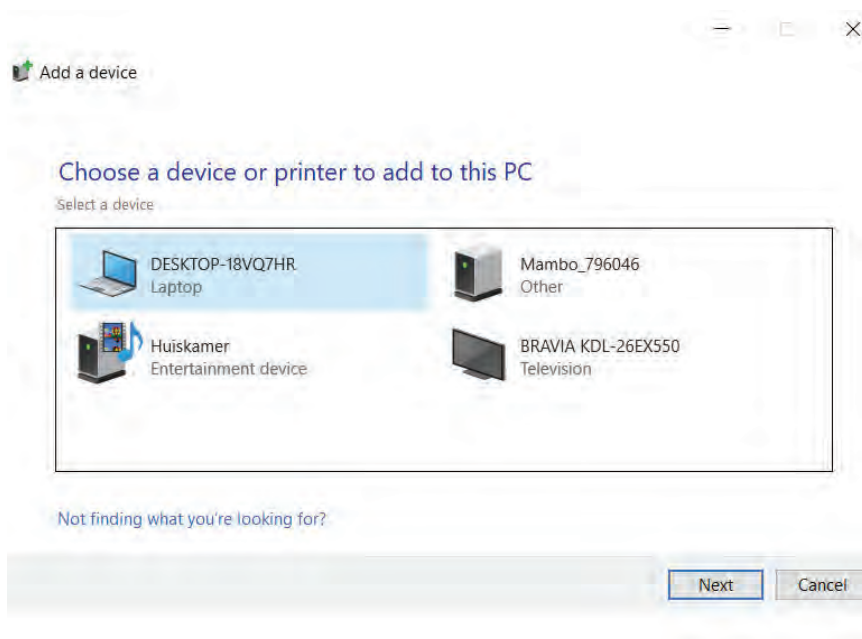 Add a device
Choose a device or printer to add to this PC
Select a device
DESKTOP-18VQ7HR
Laptop
Mambo_796046
Other
Huiskamer
Entertainment device
BRAVIA KDL-26EX550
Television
Not finding what you're looking for?
Next
Cancel